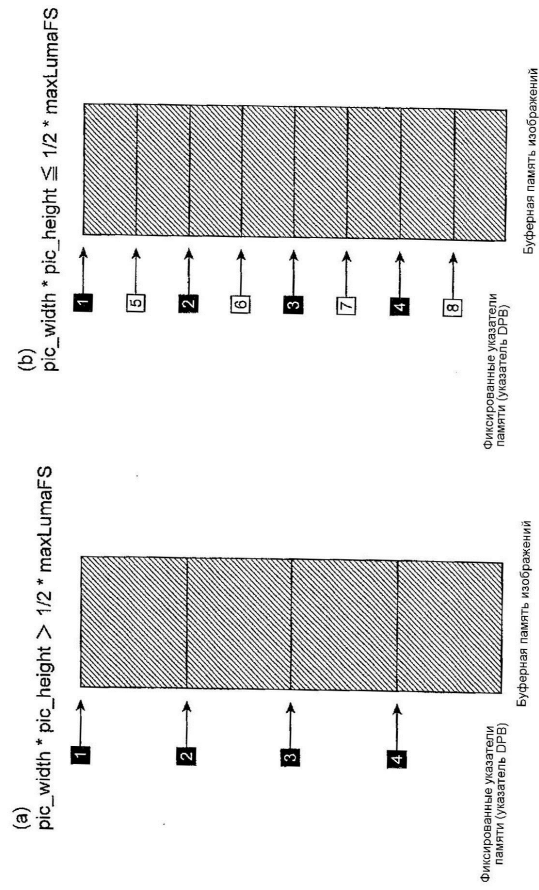 (a)
pic_width * pic_height > 1/2 * maxLumaFS
1
2
3
4
Фиксированные указатели
памяти (указатель DPB)
Буферная память изображений
(b)
pic_width * pic_height ≦ 1/2 * maxLumaFS
1
5
2
6
3
7
4
8
Фиксированные указатели
памяти (указатель DPB)
Буферная память изображений